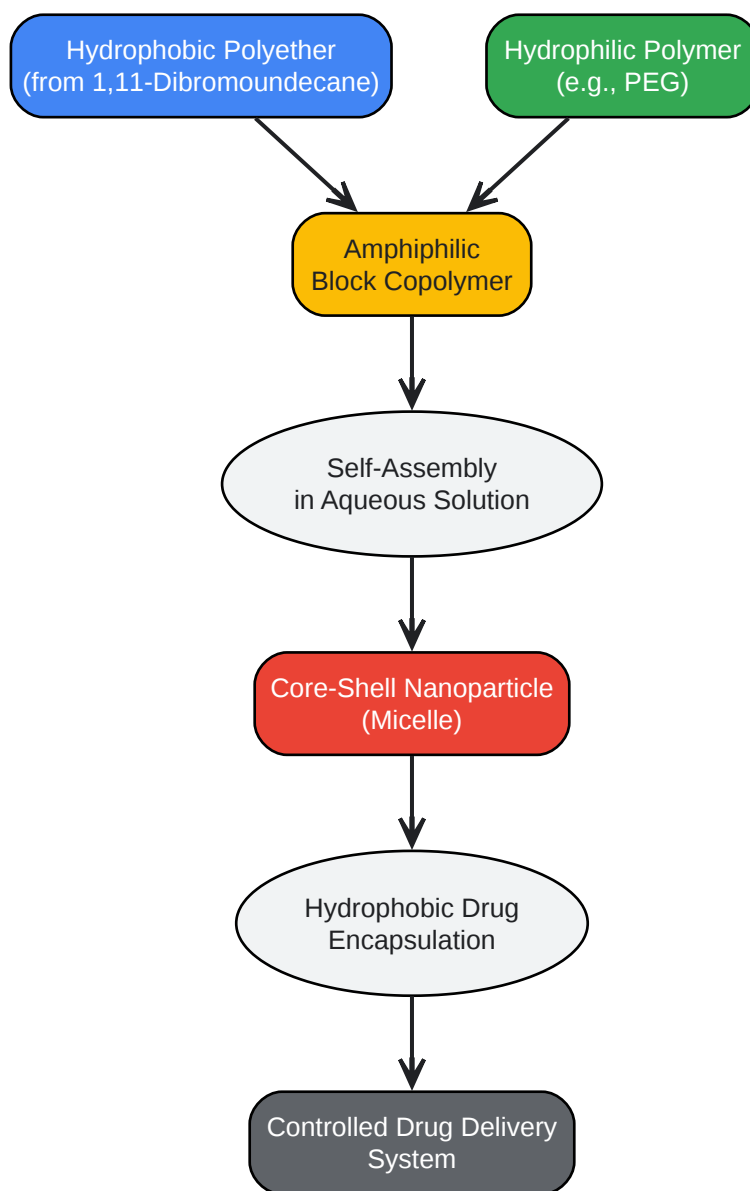 Hydrophobic Polyether
(from 1,11-Dibromoundecane)
Hydrophilic Polymer
(e.g., PEG)
Amphiphilic
Block Copolymer
Self-Assembly
in Aqueous Solution
Core-Shell Nanoparticle
(Micelle)
Hydrophobic Drug
Encapsulation
Controlled Drug Delivery
System